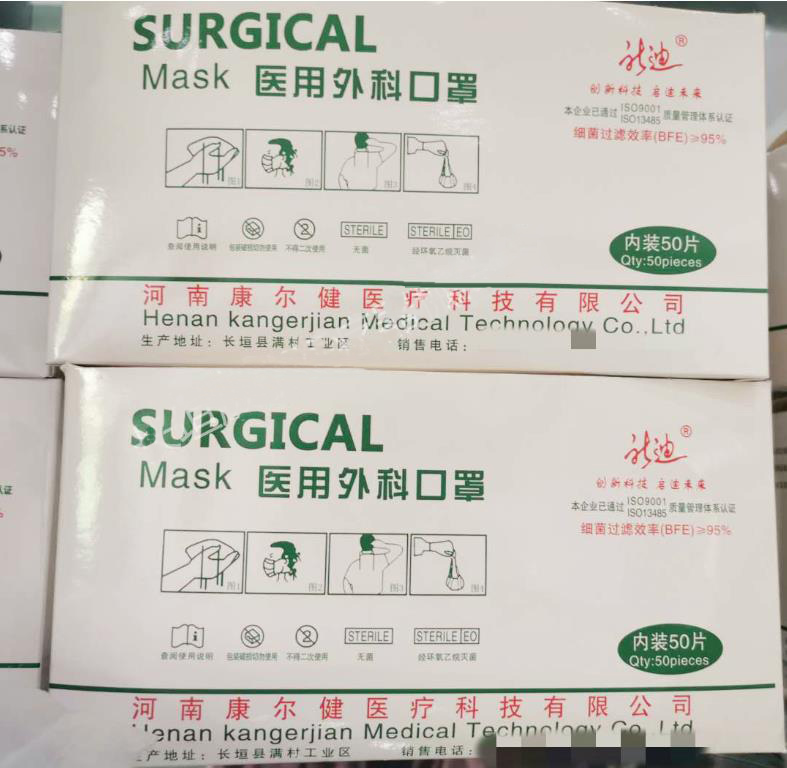 SURGICAL
Mask 医用外科口罩
迪®
创新科技 启迪未来
本企业已通过 ISO9001 ISO13485 质量管理体系认证
细菌过滤效率(BFE)≥95%
图1 图2 图3 图4
STERILE STERILE EO
查阅使用说明 包装破损切勿使用 不得二次使用 无菌 经环氧乙烷灭菌
内装50片
Qty:50pieces
河南康尔健医疗科技有限公司
Henan kangerjian Medical Technology Co.,Ltd
生产地址：长垣县满村工业区 销售电话：
SURGICAL
Mask 医用外科口罩
迪®
创新科技 启迪未来
本企业已通过 ISO9001 ISO13485 质量管理体系认证
细菌过滤效率(BFE)≥95%
图1 图2 图3 图4
STERILE STERILE EO
查阅使用说明 包装破损切勿使用 不得二次使用 无菌 经环氧乙烷灭菌
内装50片
Qty:50pieces
河南康尔健医疗科技有限公司
Henan kangerjian Medical Technology Co.,Ltd
生产地址：长垣县满村工业区 销售电话：
系认证
5%
证